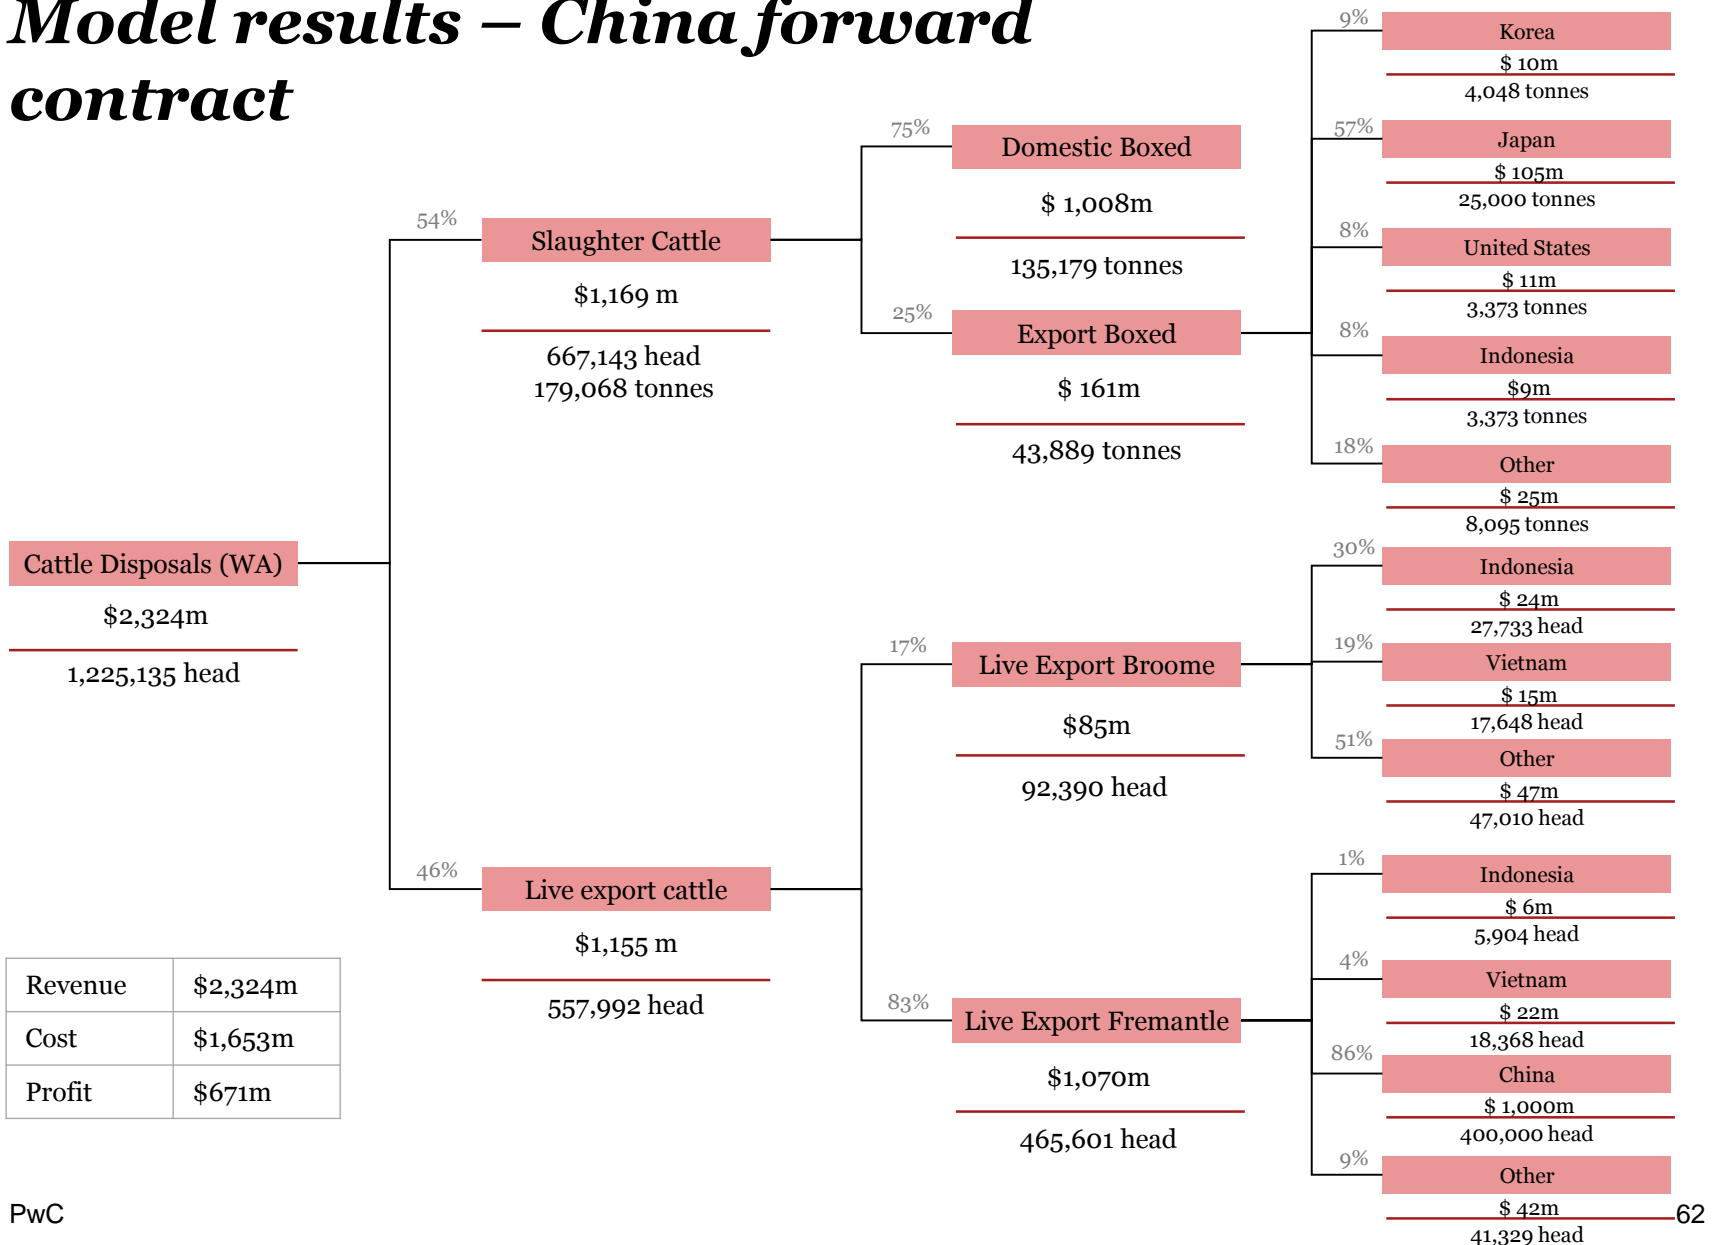 Model results – China forward
contract
Cattle Disposals (WA)
$2,324m
1,225,135 head
54%
Slaughter Cattle
$1,169 m
667,143 head
179,068 tonnes
46%
Live export cattle
$1,155 m
557,992 head
75%
Domestic Boxed
$ 1,008m
135,179 tonnes
25%
Export Boxed
$ 161m
43,889 tonnes
17%
Live Export Broome
$85m
92,390 head
83%
Live Export Fremantle
$1,070m
465,601 head
9%
Korea
$ 10m
4,048 tonnes
57%
Japan
$ 105m
25,000 tonnes
8%
United States
$ 11m
3,373 tonnes
8%
Indonesia
$9m
3,373 tonnes
18%
Other
$ 25m
8,095 tonnes
30%
Indonesia
$ 24m
27,733 head
19%
Vietnam
$ 15m
17,648 head
51%
Other
$ 47m
47,010 head
1%
Indonesia
$ 6m
5,904 head
4%
Vietnam
$ 22m
18,368 head
86%
China
$ 1,000m
400,000 head
9%
Other
$ 42m
41,329 head
Revenue $2,324m
Cost $1,653m
Profit $671m
PwC
62